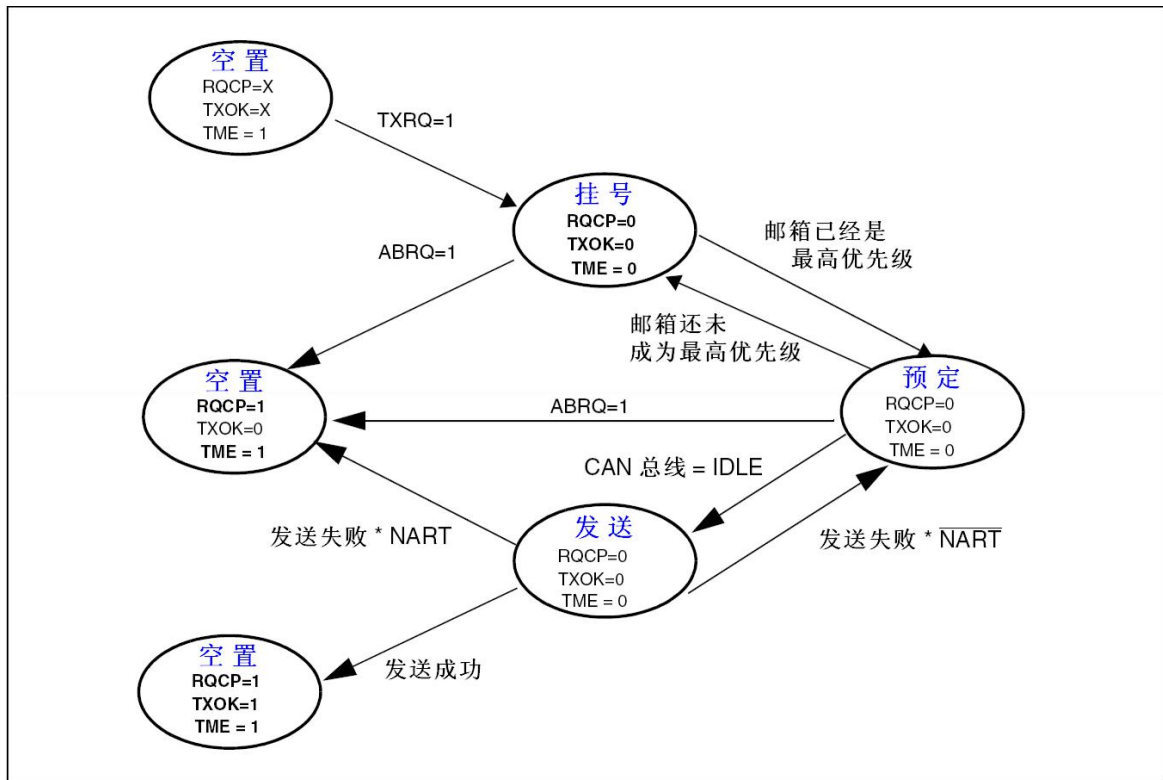 空置
RQCP=X
TXOK=X
TME = 1
TXRQ=1
挂号
RQCP=0
TXOK=0
TME = 0
邮箱已经是
最高优先级
ABRQ=1
邮箱还未
成为最高优先级
空置
RQCP=1
TXOK=0
TME = 1
ABRQ=1
预定
RQCP=0
TXOK=0
TME = 0
CAN 总线 = IDLE
发送失败 * NART
发送
RQCP=0
TXOK=0
TME = 0
发送失败 * N̅A̅R̅T̅
空置
RQCP=1
TXOK=1
TME = 1
发送成功